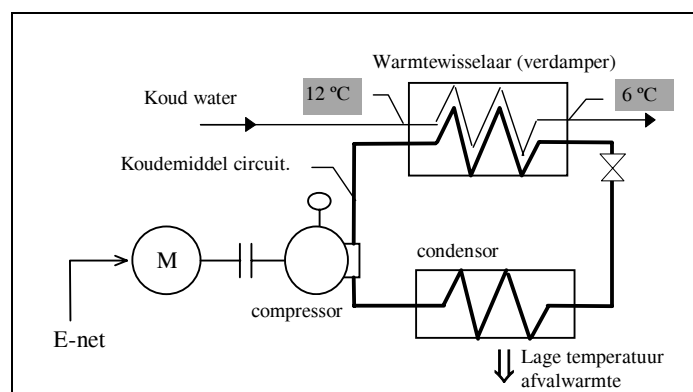 Warmtewisselaar (verdamper)
12 ºC
6 ºC
Koud water
Koudemiddel circuit.
M
condensor
compressor
E-net
Lage temperatuur
afvalwarmte